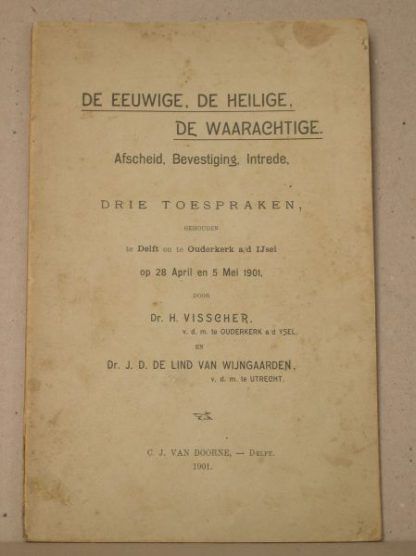 DE EEUWIGE, DE HEILIGE,
DE WAARACHTIGE.
Afscheid, Bevestiging, Intrede,
DRIE TOESPRAKEN,
GEHOUDEN
te Delft en te Ouderkerk a/d IJsel
op 28 April en 5 Mei 1901,
DOOR
Dr. H. VISSCHER,
v. d. m. te OUDERKERK a/d YSEL.
EN
Dr. J. D. DE LIND VAN WIJNGAARDEN,
v. d. m. te UTRECHT.
C. J. VAN DOORNE, — DELFT.
1901.